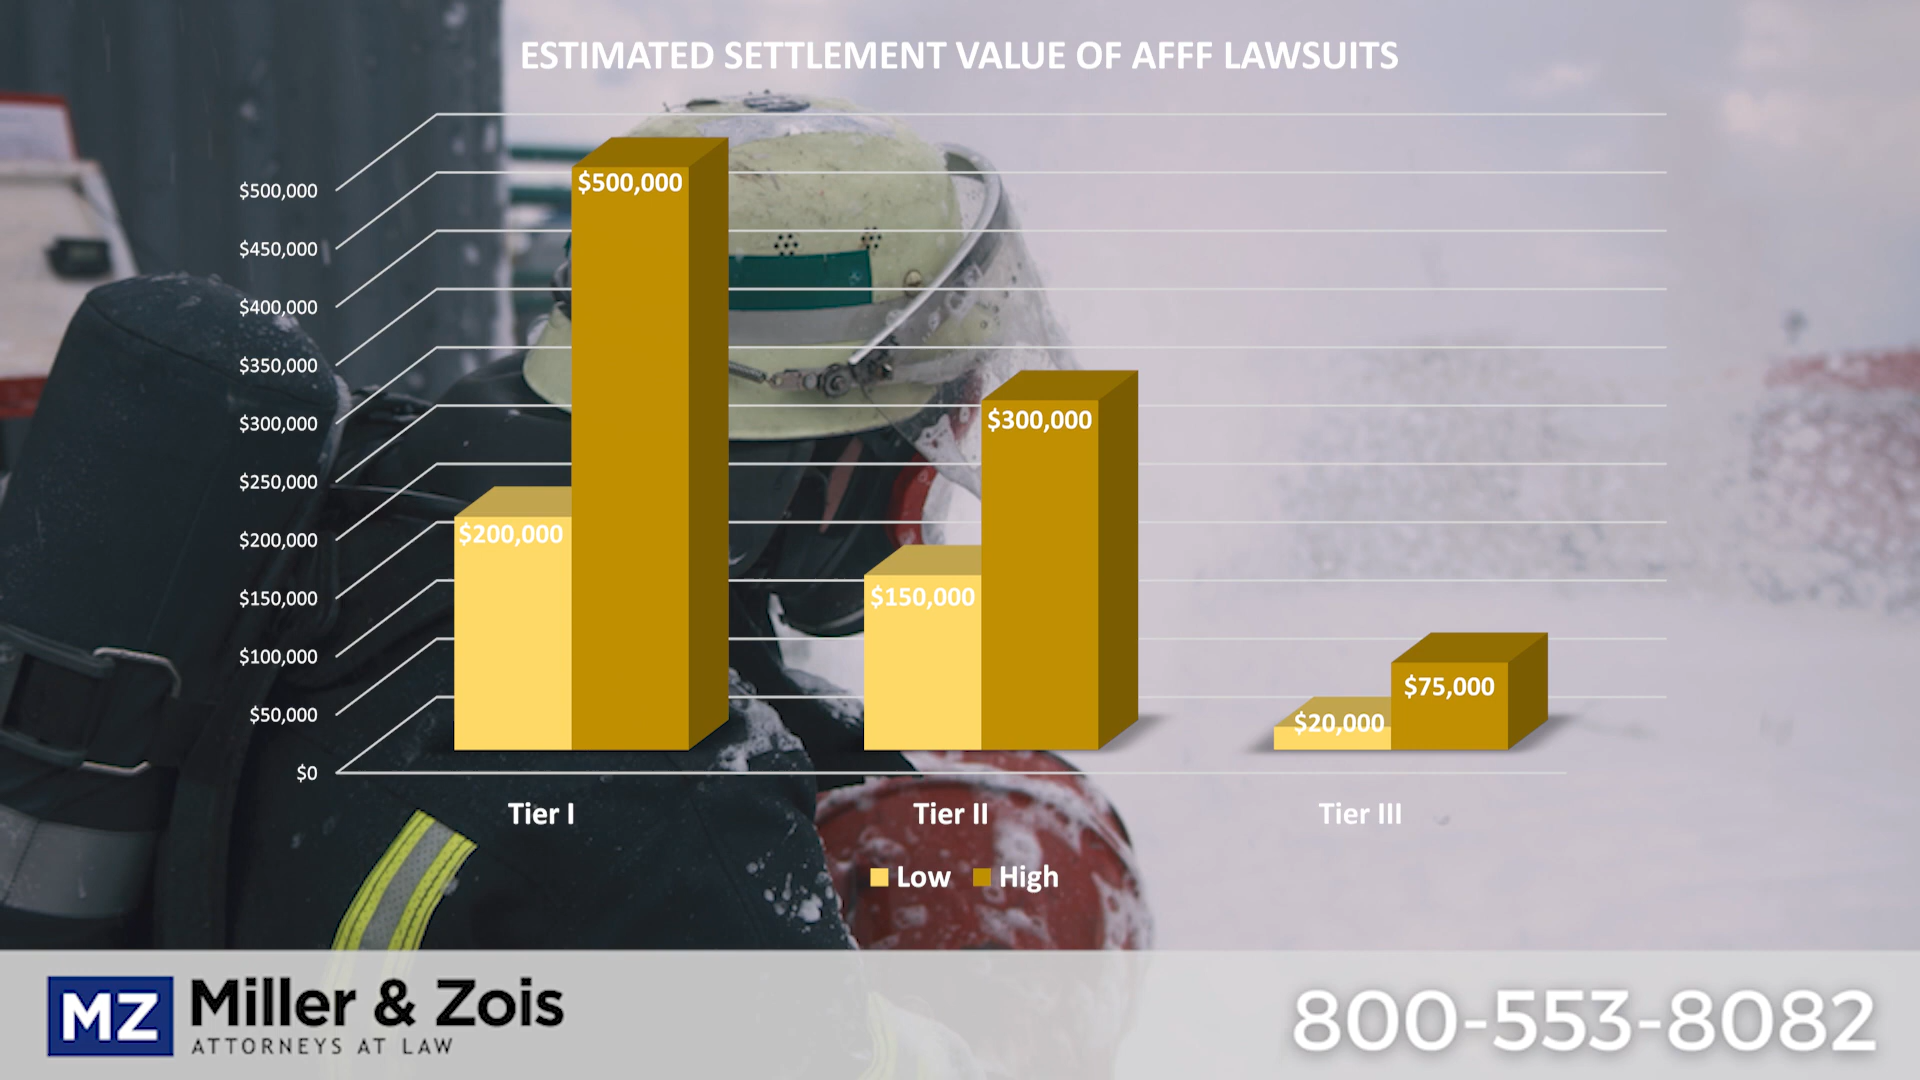 ESTIMATED SETTLEMENT VALUE OF AFFF LAWSUITS
$500,000
$450,000
$400,000
$350,000
$300,000
$250,000
$200,000
$150,000
$100,000
$50,000
$0
$200,000
$500,000
$150,000
$300,000
$20,000
$75,000
Tier I
Tier II
Tier III
Low
High
MZ
Miller & Zois
ATTORNEYS AT LAW
800-553-8082